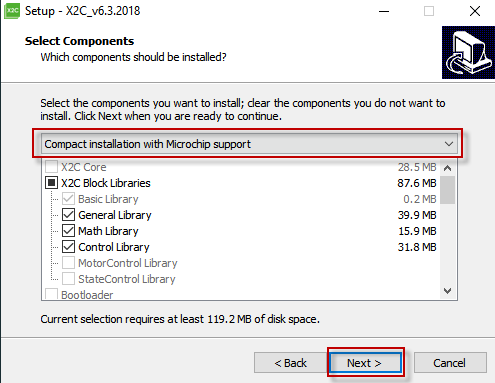 Setup - X2C_v6.3.2018
Select Components
Which components should be installed?
Select the components you want to install; clear the components you do not want to
install. Click Next when you are ready to continue.
Compact installation with Microchip support
X2C Core 28.5 MB
X2C Block Libraries 87.6 MB
Basic Library 0.2 MB
General Library 39.9 MB
Math Library 15.9 MB
Control Library 31.8 MB
MotorControl Library
StateControl Library
Bootloader
Current selection requires at least 119.2 MB of disk space.
< Back Next > Cancel